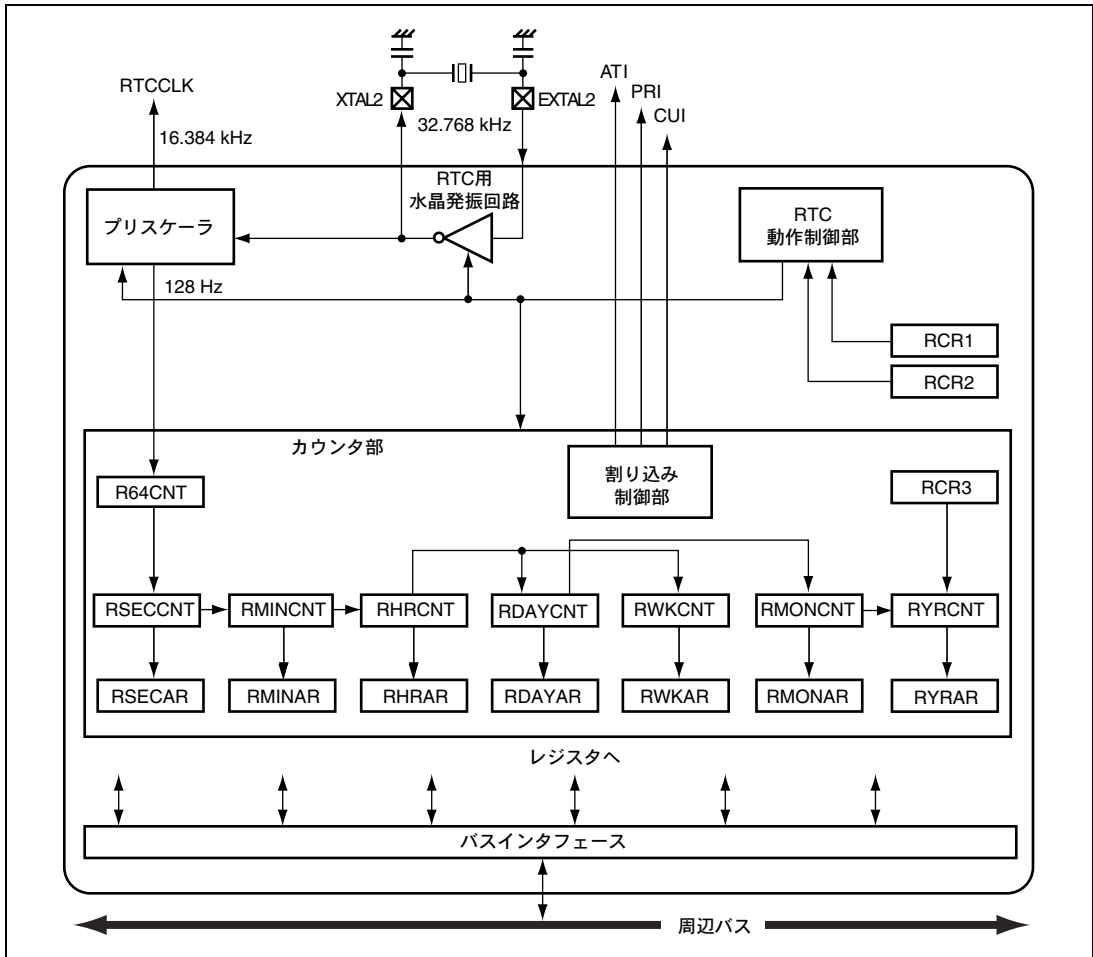 ATI
RTCCLK
XTAL2
EXTAL2
PRI
32.768 kHz
CUI
16.384 kHz
RTC用
水晶発振回路
プリスケーラ
RTC
動作制御部
128 Hz
RCR1
RCR2
カウンタ部
割り込み
制御部
R64CNT
RCR3
RSECCNT
RMINCNT
RHRCNT
RDAYCNT
RWKCNT
RMONCNT
RYRCNT
RSECAR
RMINAR
RHRAR
RDAYAR
RWKAR
RMONAR
RYRAR
レジスタへ
バスインタフェース
周辺バス